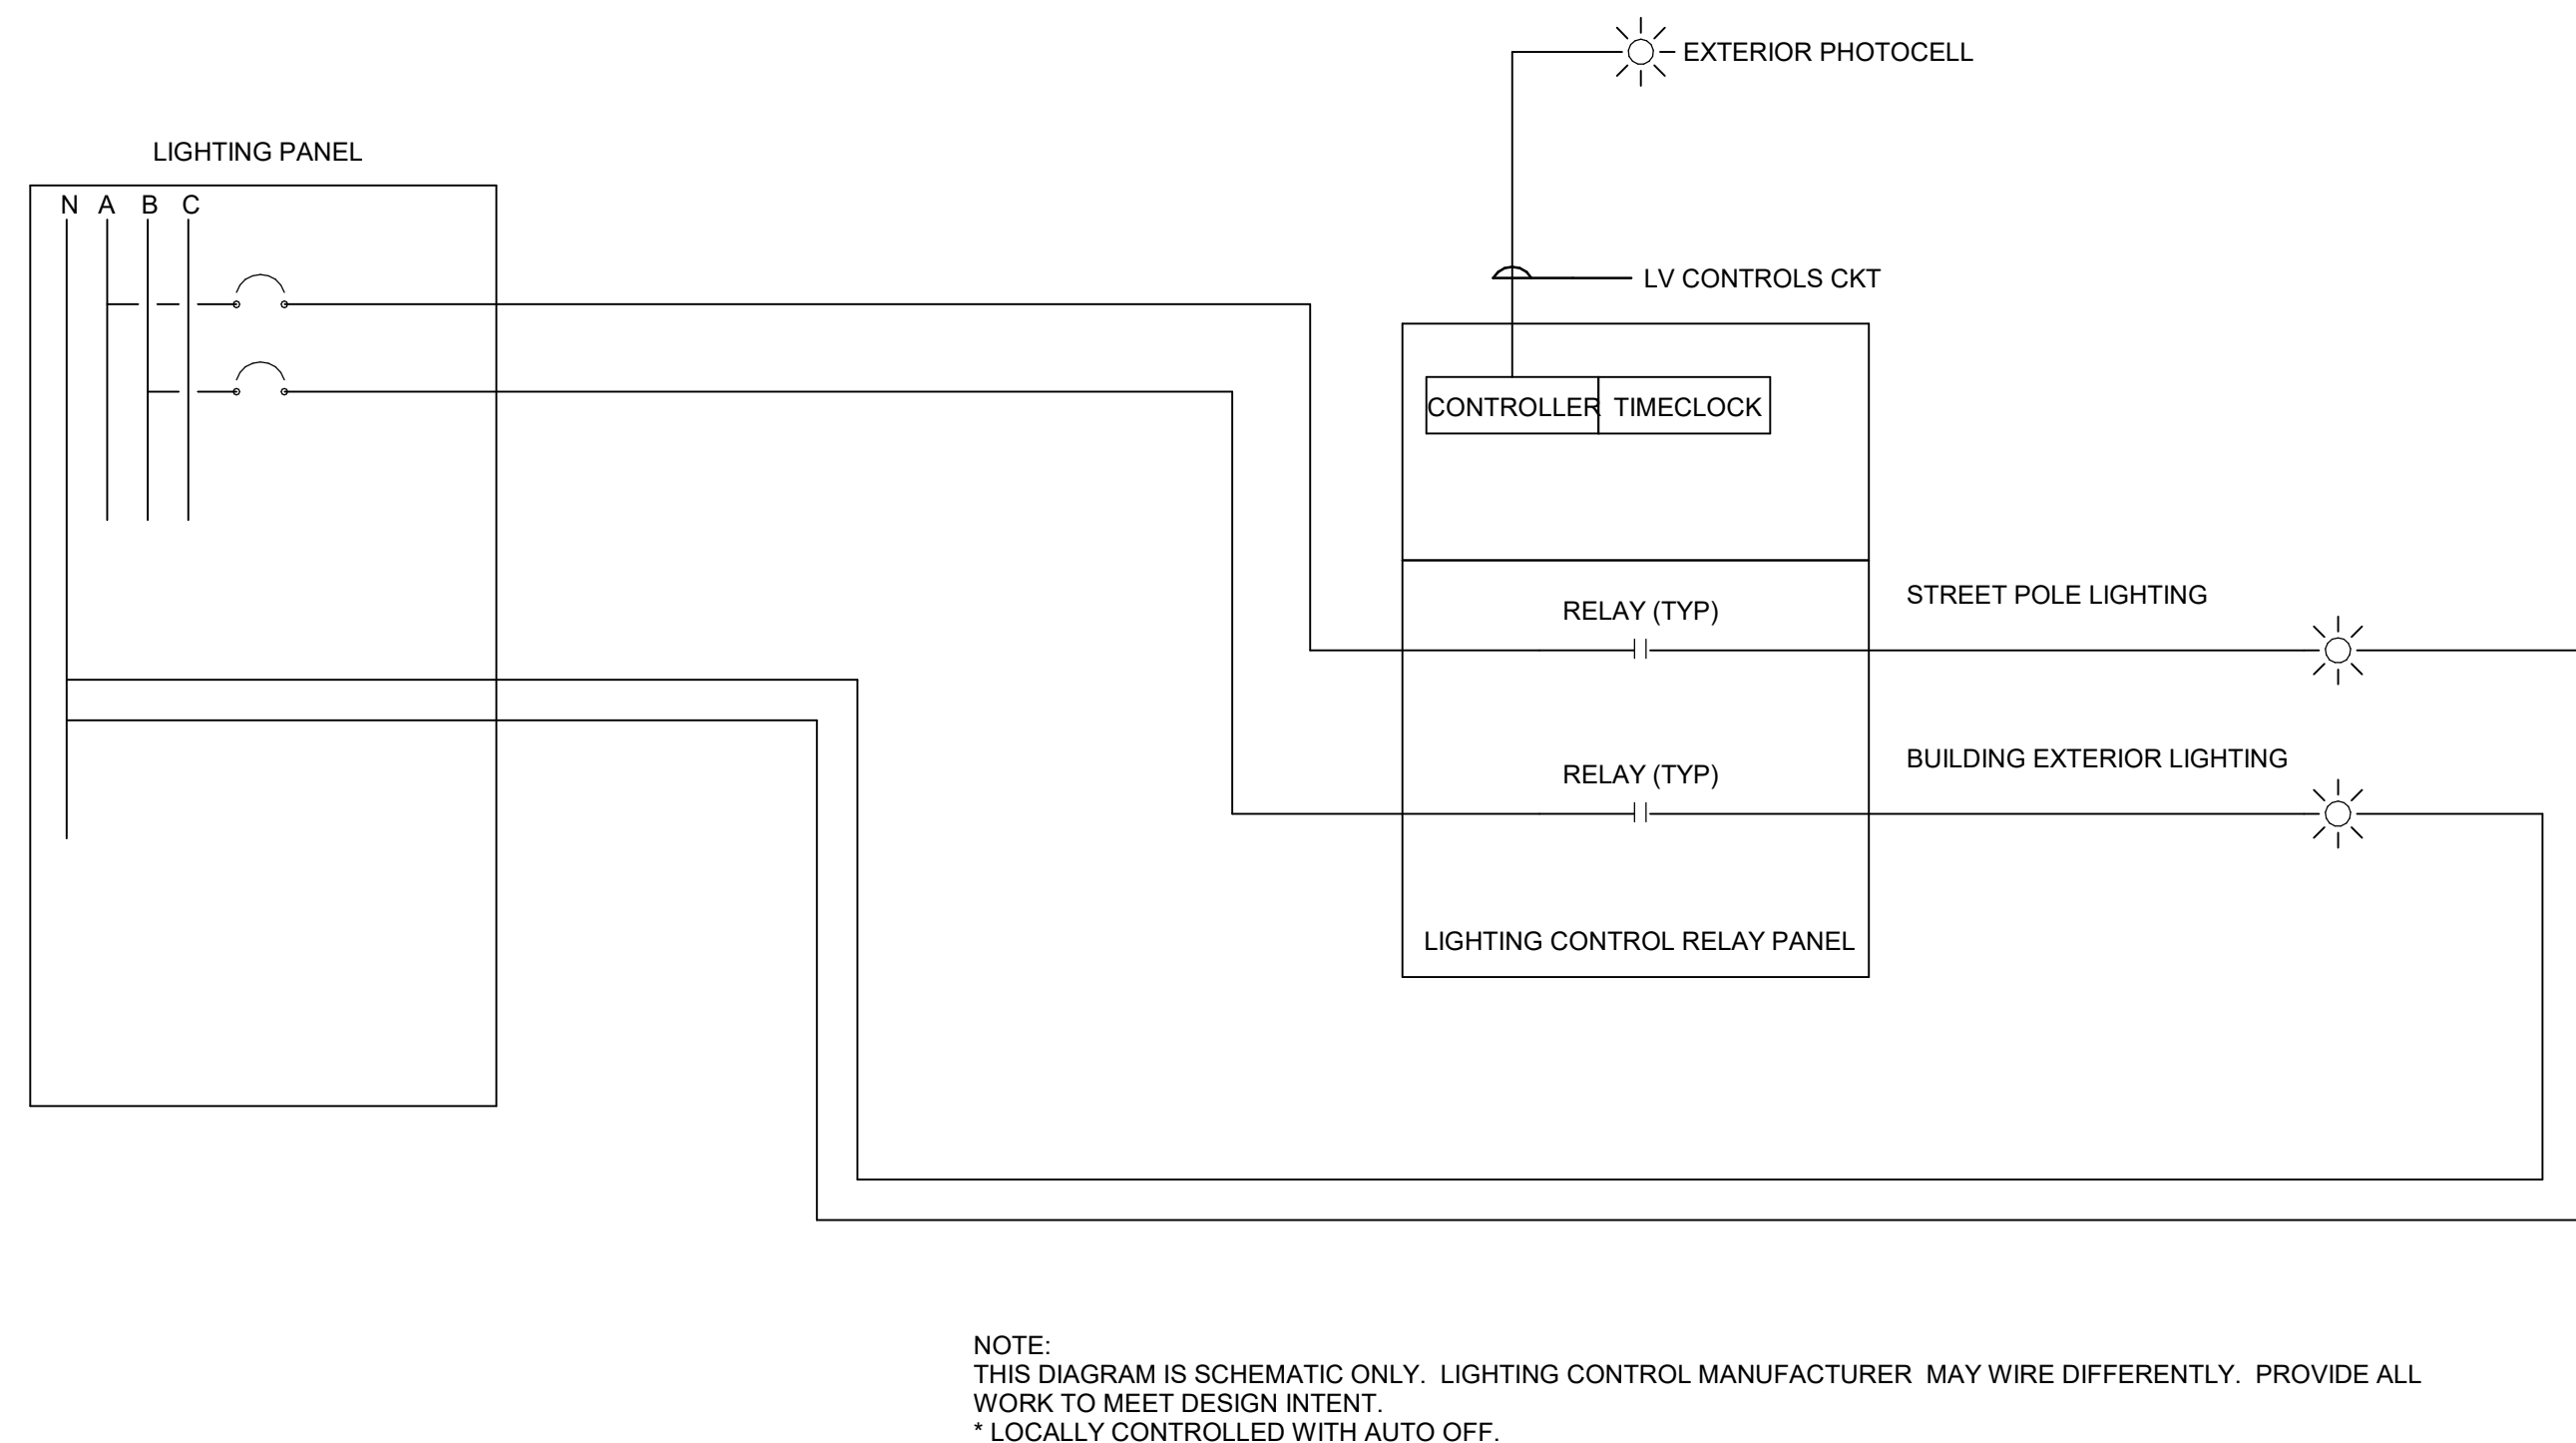 EXTERIOR PHOTOCELL
LIGHTING PANEL
N A B C
LV CONTROLS CKT
CONTROLLER TIMECLOCK
STREET POLE LIGHTING
RELAY (TYP)
BUILDING EXTERIOR LIGHTING
RELAY (TYP)
LIGHTING CONTROL RELAY PANEL
NOTE:
THIS DIAGRAM IS SCHEMATIC ONLY. LIGHTING CONTROL MANUFACTURER MAY WIRE DIFFERENTLY. PROVIDE ALL
WORK TO MEET DESIGN INTENT.
* LOCALLY CONTROLLED WITH AUTO OFF.